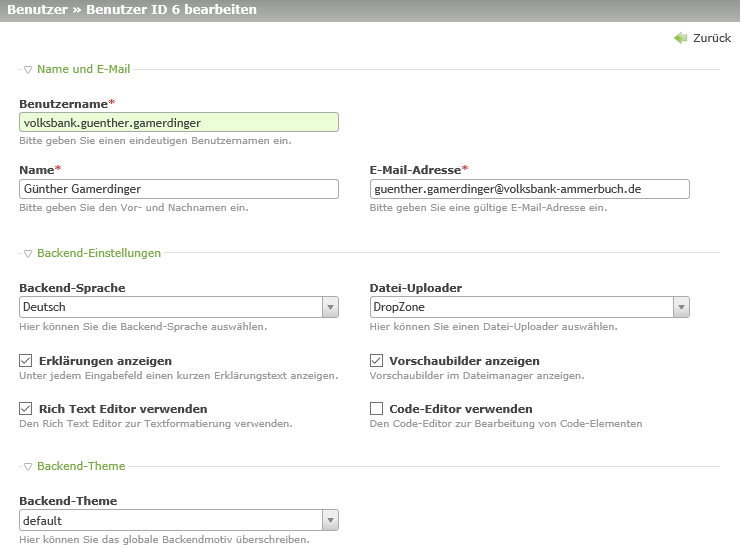 Benutzer » Benutzer ID 6 bearbeiten
Zurück
Name und E-Mail
Benutzername*
volksbank.guenther.gamerdinger
Bitte geben Sie einen eindeutigen Benutzernamen ein.
Name* E-Mail-Adresse*
Günther Gamerdinger guenther.gamerdinger@volksbank-ammerbuch.de
Bitte geben Sie den Vor- und Nachnamen ein. Bitte geben Sie eine gültige E-Mail-Adresse ein.
Backend-Einstellungen
Backend-Sprache Datei-Uploader
Deutsch DropZone
Hier können Sie die Backend-Sprache auswählen. Hier können Sie einen Datei-Uploader auswählen.
Erklärungen anzeigen Vorschaubilder anzeigen
Unter jedem Eingabefeld einen kurzen Erklärungstext anzeigen. Vorschaubilder im Dateimanager anzeigen.
Rich Text Editor verwenden Code-Editor verwenden
Den Rich Text Editor zur Textformatierung verwenden. Den Code-Editor zur Bearbeitung von Code-Elementen
Backend-Theme
Backend-Theme
default
Hier können Sie das globale Backendmotiv überschreiben.